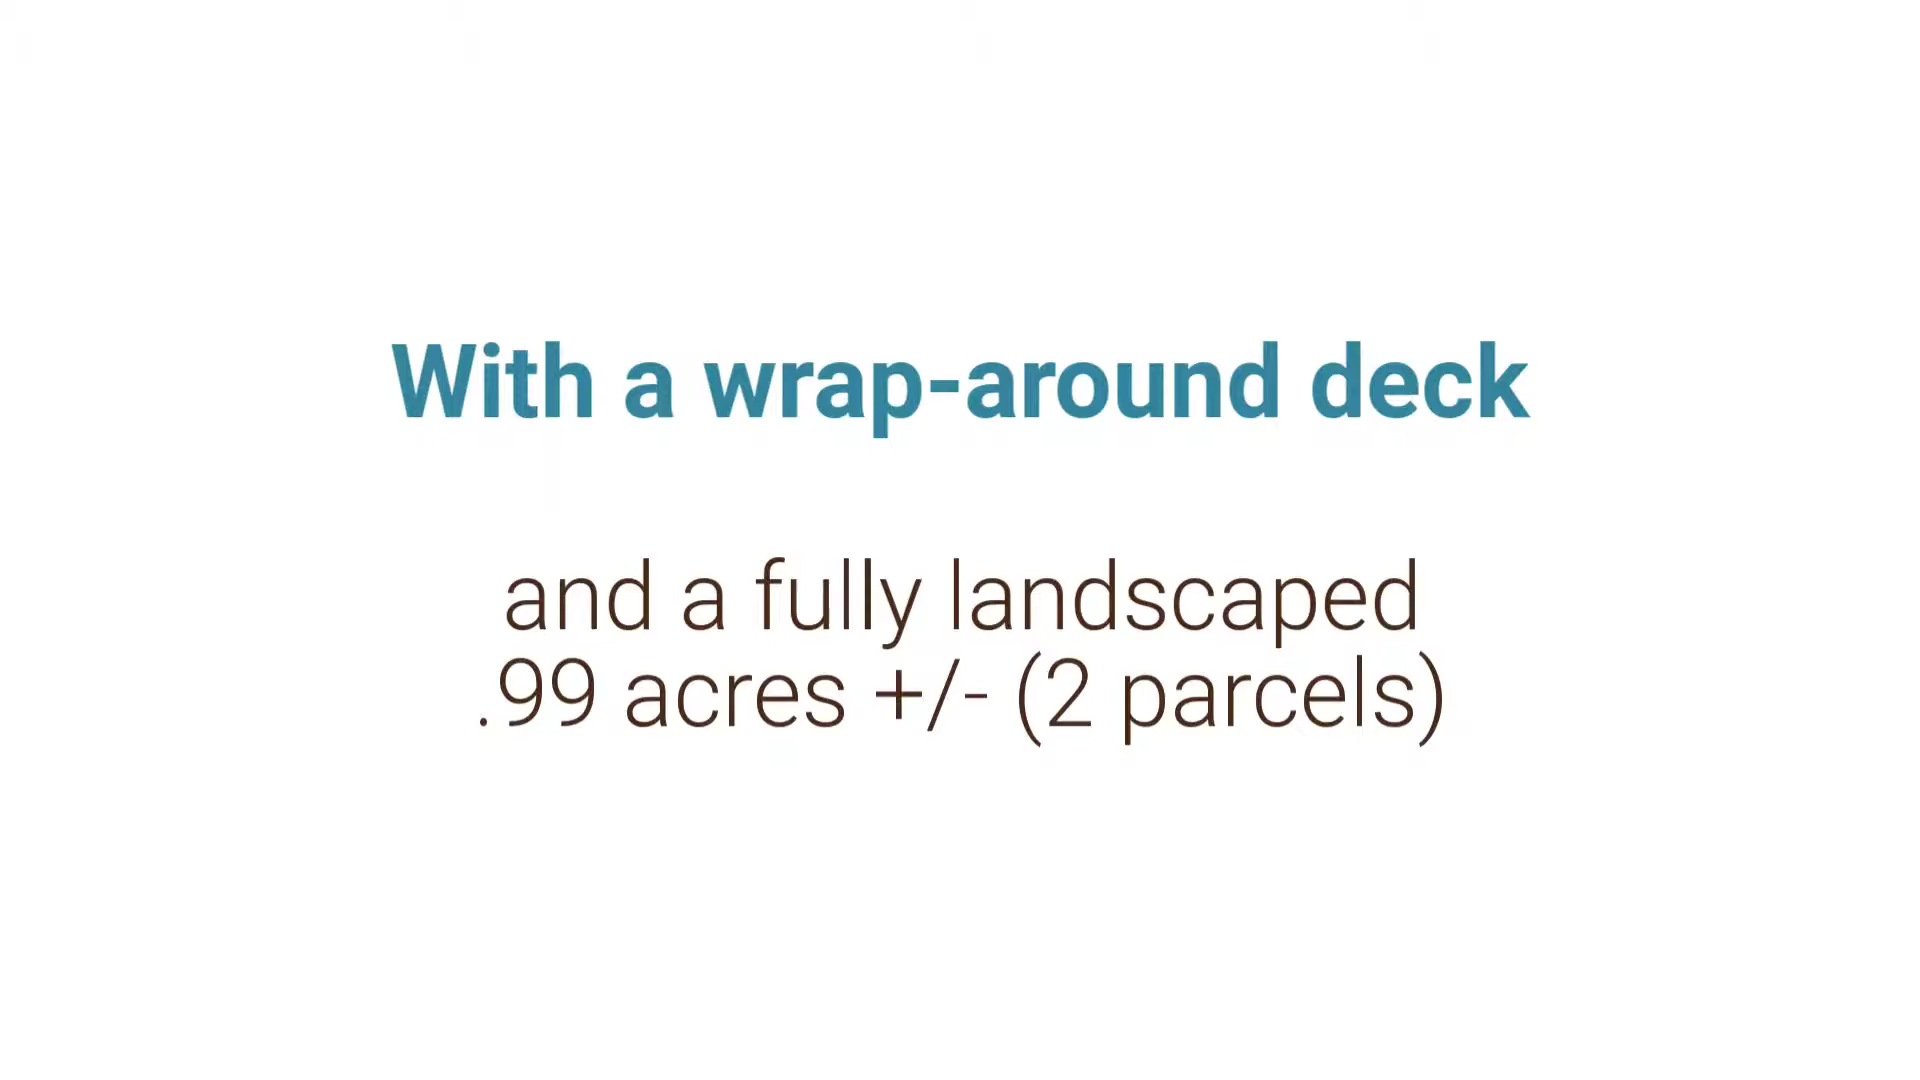 With a wrap-around deck
and a fully landscaped
.99 acres +/- (2 parcels)